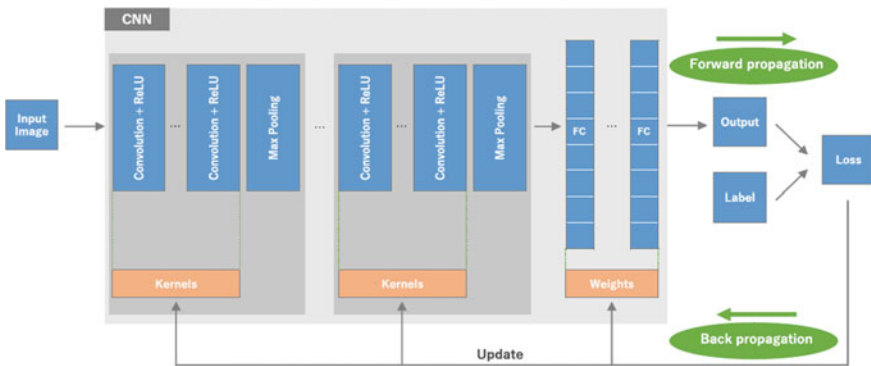 CNN
Forward propagation
Input
Image
Convolution + ReLU
...
Convolution + ReLU
Max Pooling
...
Convolution + ReLU
...
Convolution + ReLU
Max Pooling
FC
...
FC
Output
Label
Loss
Kernels
Kernels
Weights
Back propagation
Update